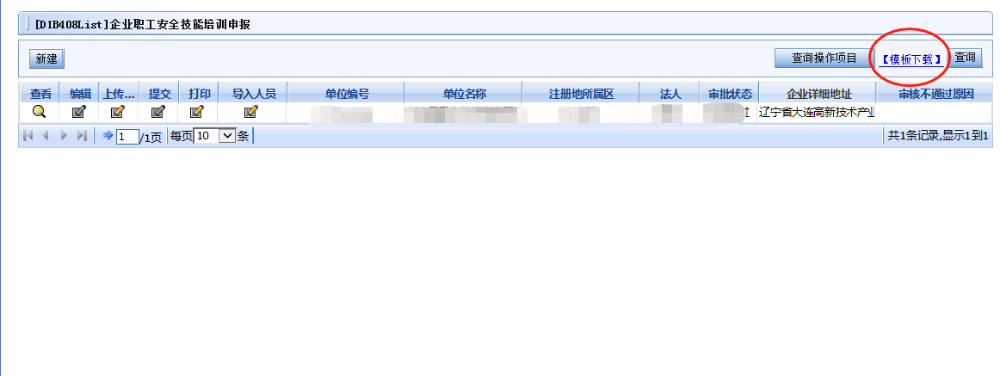 [D1B408List]企业职工安全技能培训申报
新建 查询操作项目 【模板下载】 查询
查看 编辑 上传... 提交 打印 导入人员 单位编号 单位名称 注册地所属区 法人 审批状态 企业详细地址 审核不通过原因
辽宁省大连高新技术产业
1 /1页 每页 10 条 共1条记录,显示1到1